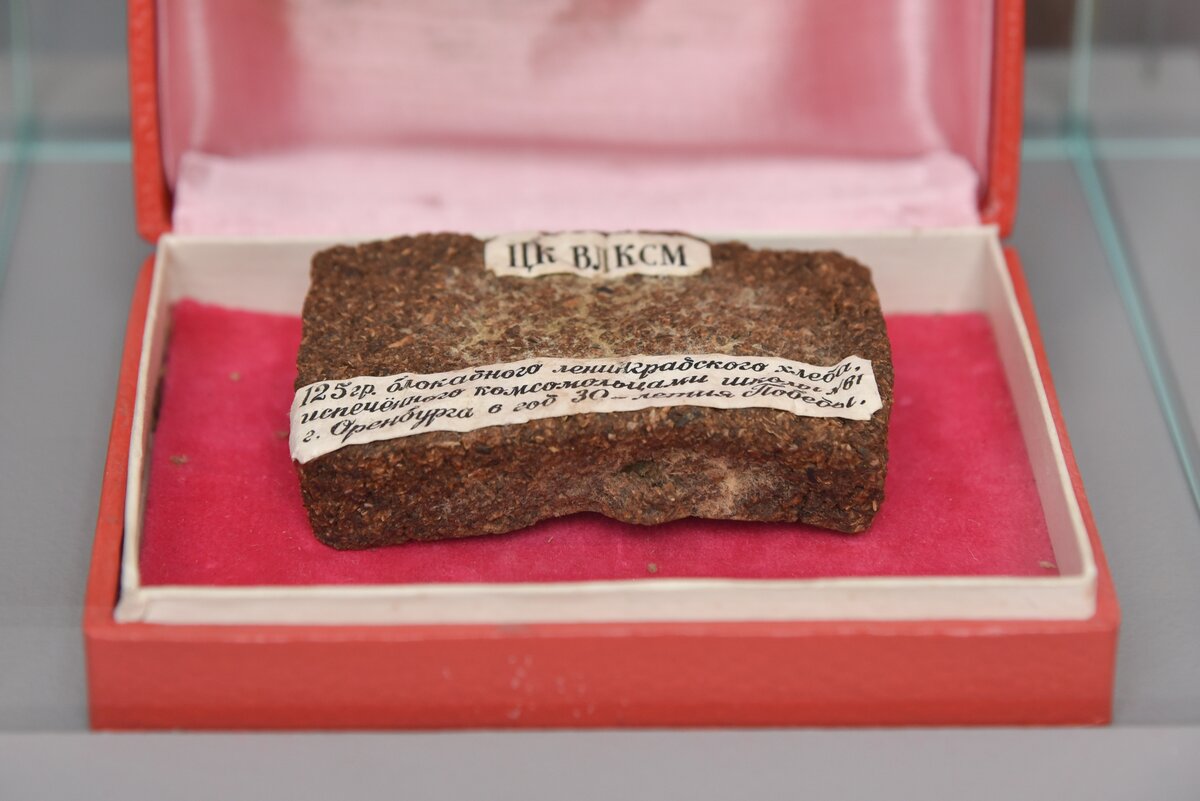 ЦК ВЛКСМ
125 гр. блокадного ленинградского хлеба,
испечённого комсомольцами школы №61
г. Оренбурга в год 30-летия Победы.